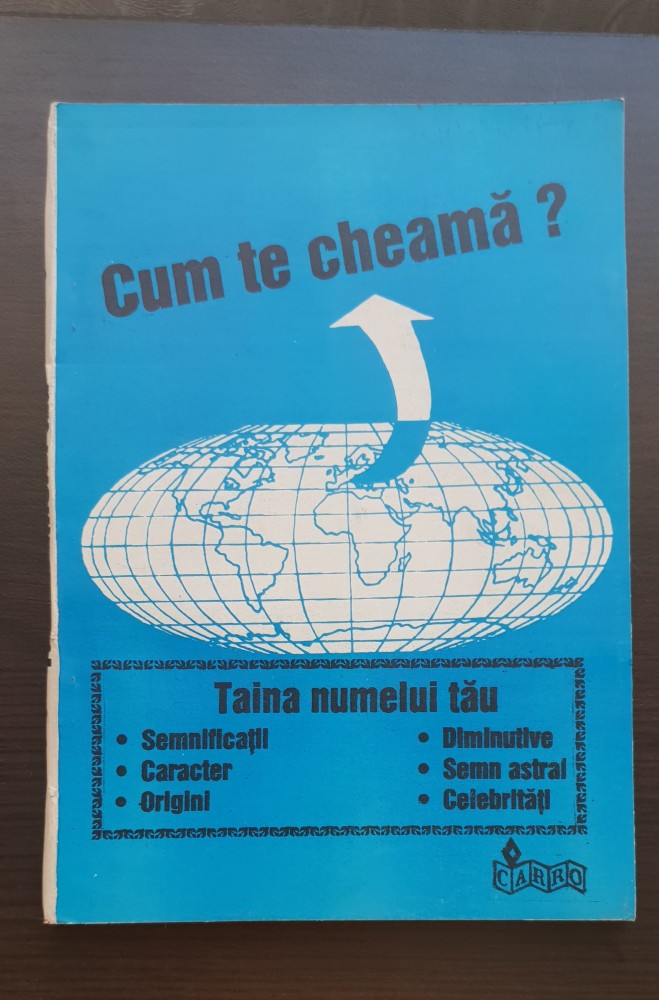 Cum te cheamă ?
Taina numelui tău
• Semnificații
• Caracter
• Origini
• Diminutive
• Semn astral
• Celebrități
CARRO